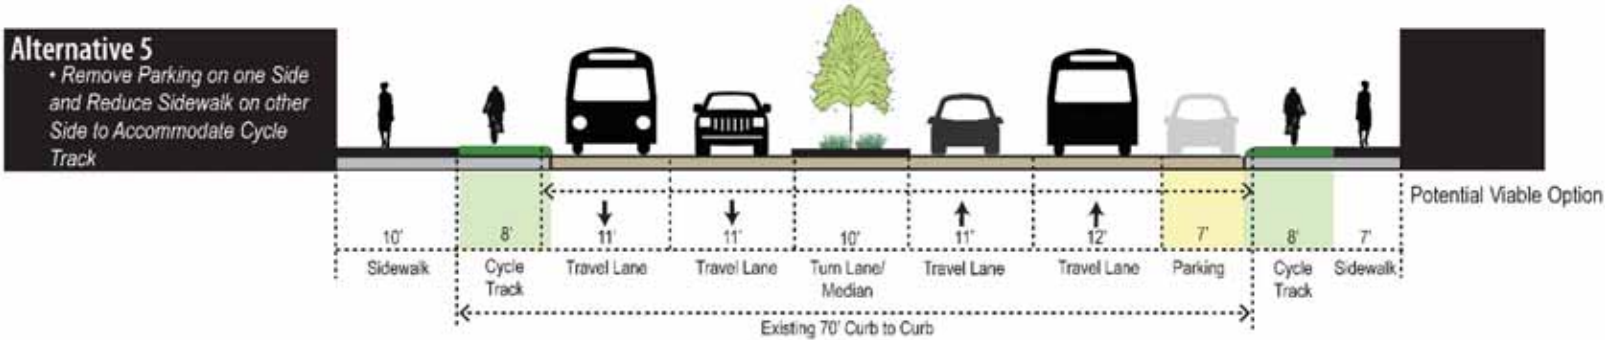 Alternative 5
• Remove Parking on one Side
and Reduce Sidewalk on other
Side to Accommodate Cycle
Track
Potential Viable Option
10' 8' 11' 11' 10' 11' 12' 7' 8' 7'
Sidewalk Cycle Travel Lane Travel Lane Turn Lane/ Travel Lane Travel Lane Parking Cycle Sidewalk
Track Median Track
Existing 70' Curb to Curb